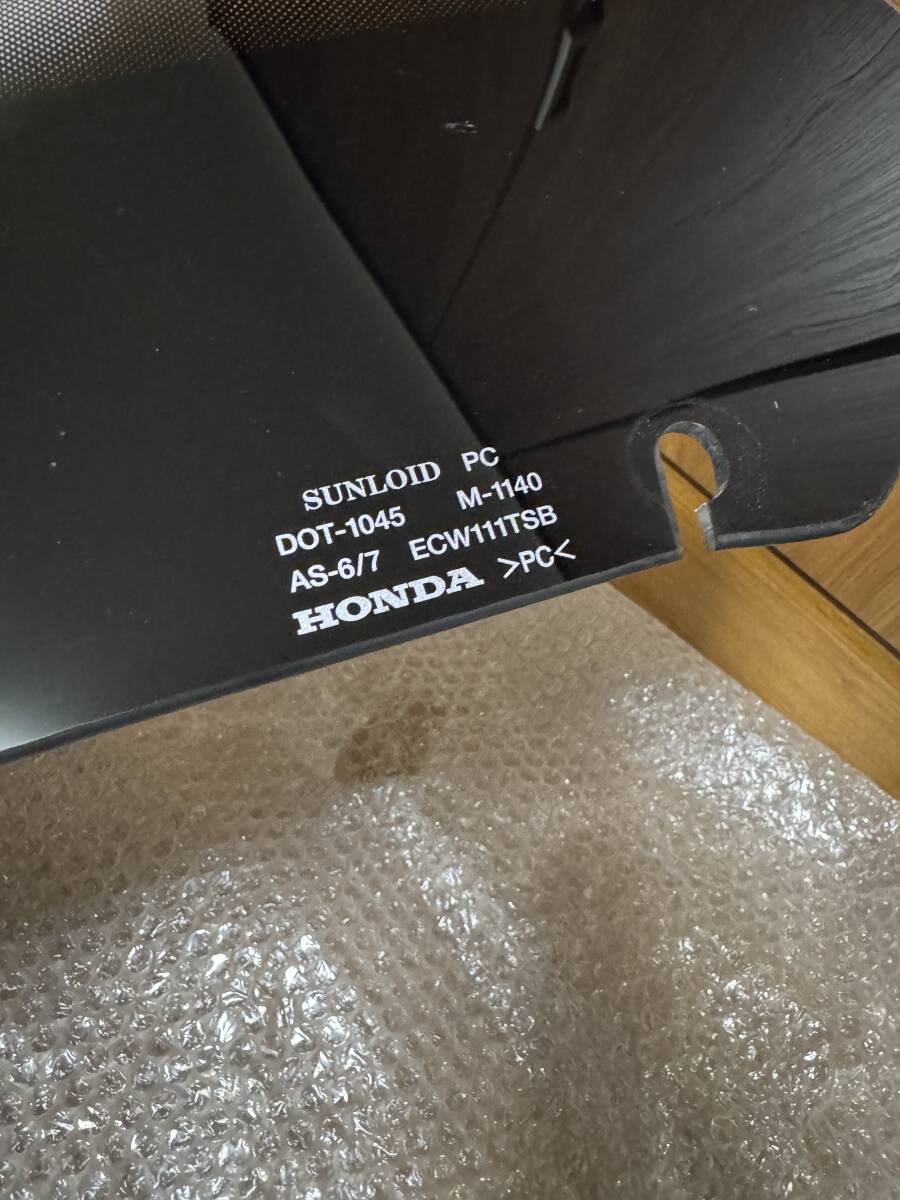 SUNLOID PC
DOT-1045 M-1140
AS-6/7 ECW111TSB
HONDA >PC<